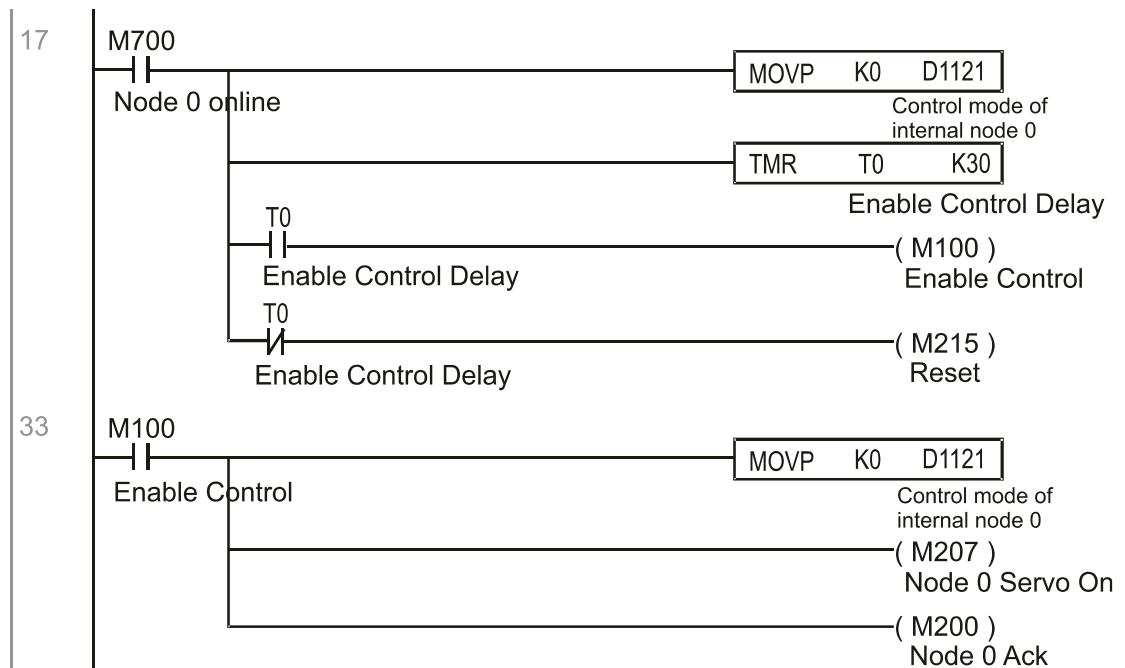 17
M700
MOVP K0 D1121
Node 0 online
Control mode of
internal node 0
TMR T0 K30
Enable Control Delay
T0
( M100 )
Enable Control Delay
Enable Control
T0
( M215 )
Enable Control Delay
Reset
33
M100
MOVP K0 D1121
Enable Control
Control mode of
internal node 0
( M207 )
Node 0 Servo On
( M200 )
Node 0 Ack